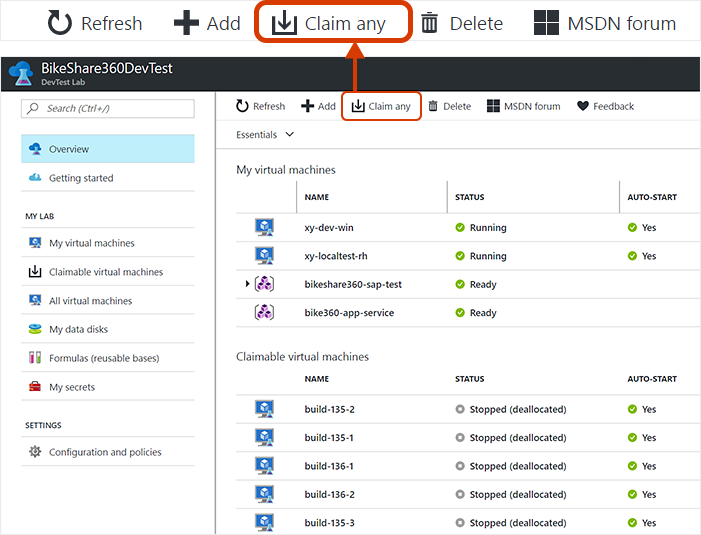 Refresh Add Claim any Delete MSDN forum
BikeShare360DevTest
DevTest Lab
Search (Ctrl+/)
Overview
Getting started
MY LAB
My virtual machines
Claimable virtual machines
All virtual machines
My data disks
Formulas (reusable bases)
My secrets
SETTINGS
Configuration and policies
Refresh Add Claim any Delete MSDN forum Feedback
Essentials
My virtual machines
NAME STATUS AUTO-START
xy-dev-win Running Yes
xy-localtest-rh Running Yes
bikeshare360-sap-test Ready
bike360-app-service Ready
Claimable virtual machines
NAME STATUS AUTO-START
build-135-2 Stopped (deallocated) Yes
build-135-1 Stopped (deallocated) Yes
build-136-1 Stopped (deallocated) Yes
build-136-2 Stopped (deallocated) Yes
build-135-3 Stopped (deallocated) Yes